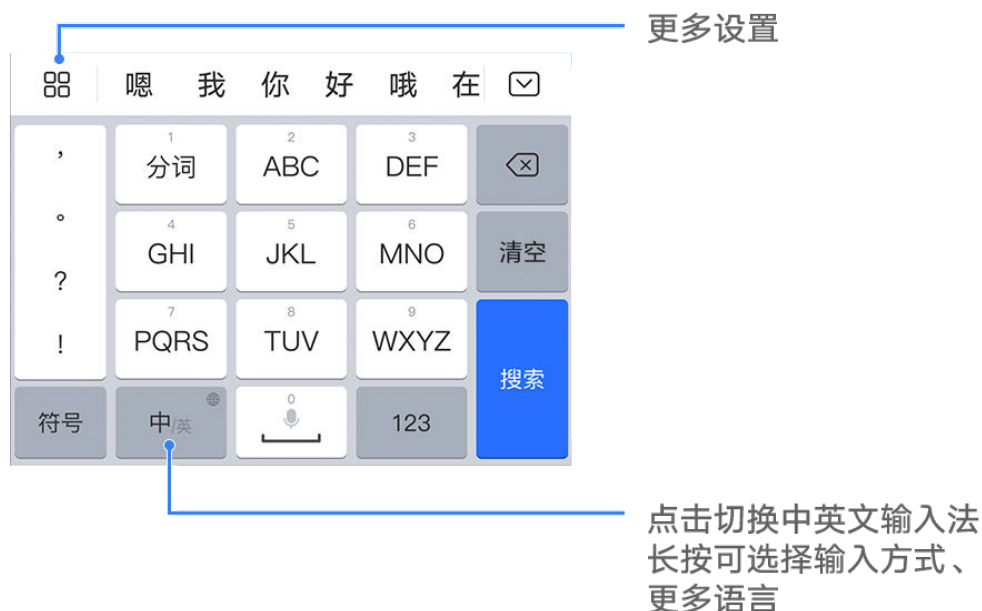 更多设置
嗯 我 你 好 哦 在
,
。
?
!
1
分词
2
ABC
3
DEF
4
GHI
5
JKL
6
MNO
清空
7
PQRS
8
TUV
9
WXYZ
搜索
符号
中/英
0
123
点击切换中英文输入法
长按可选择输入方式、
更多语言